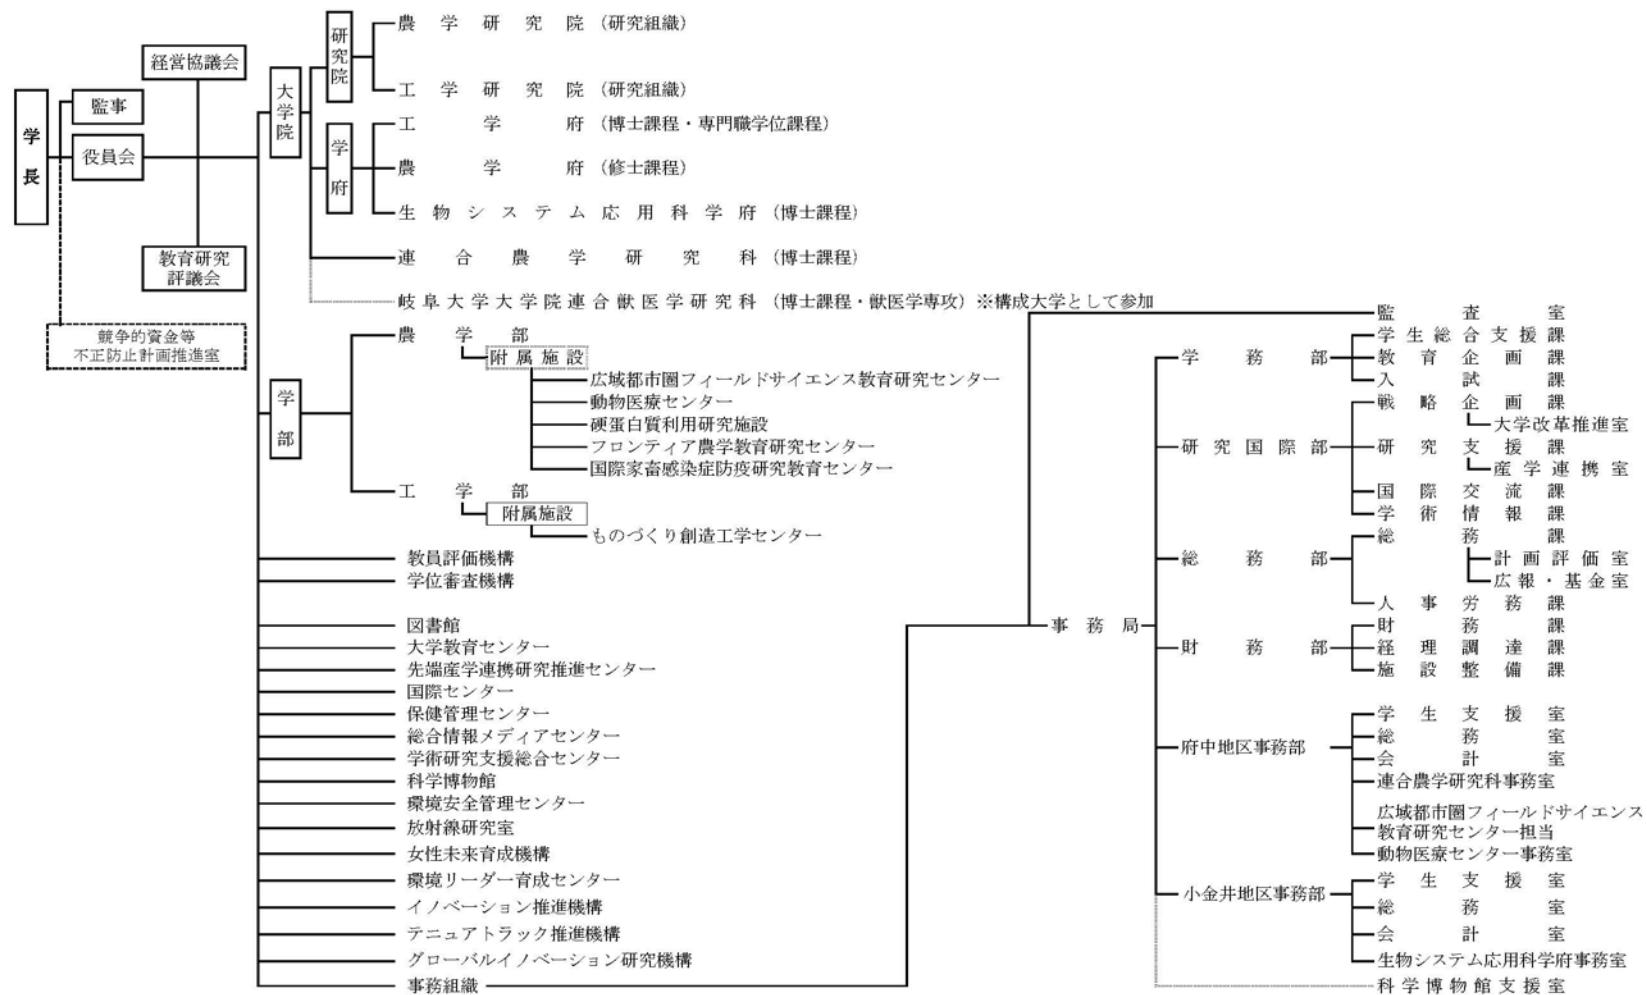 学長
監事
役員会
経営協議会
教育研究
評議会
競争的資金等
不正防止計画推進室
大学院
研究院
農学研究院（研究組織）
工学研究院（研究組織）
学府
工学府（博士課程・専門職学位課程）
農学府（修士課程）
生物システム応用科学府（博士課程）
連合農学研究科（博士課程）
岐阜大学大学院連合獣医学研究科（博士課程・獣医学専攻）※構成大学として参加
学部
農学部
附属施設
広域都市圏フィールドサイエンス教育研究センター
動物医療センター
硬蛋白質利用研究施設
フロンティア農学教育研究センター
国際家畜感染症防疫研究教育センター
工学部
附属施設
ものづくり創造工学センター
教員評価機構
学位審査機構
図書館
大学教育センター
先端産学連携研究推進センター
国際センター
保健管理センター
総合情報メディアセンター
学術研究支援総合センター
科学博物館
環境安全管理センター
放射線研究室
女性未来育成機構
環境リーダー育成センター
イノベーション推進機構
テニュアトラック推進機構
グローバルイノベーション研究機構
事務組織
事務局
監査室
学務部
学生総合支援課
教育企画課
入試課
研究国際部
戦略企画課
大学改革推進室
研究支援課
産学連携室
国際交流課
学術情報課
総務部
総務課
計画評価室
広報・基金室
人事労務課
財務部
財務課
経理調達課
施設整備課
府中地区事務部
学生支援室
総務室
会計室
連合農学研究科事務室
広域都市圏フィールドサイエンス
教育研究センター担当
動物医療センター事務室
小金井地区事務部
学生支援室
総務室
会計室
生物システム応用科学府事務室
科学博物館支援室